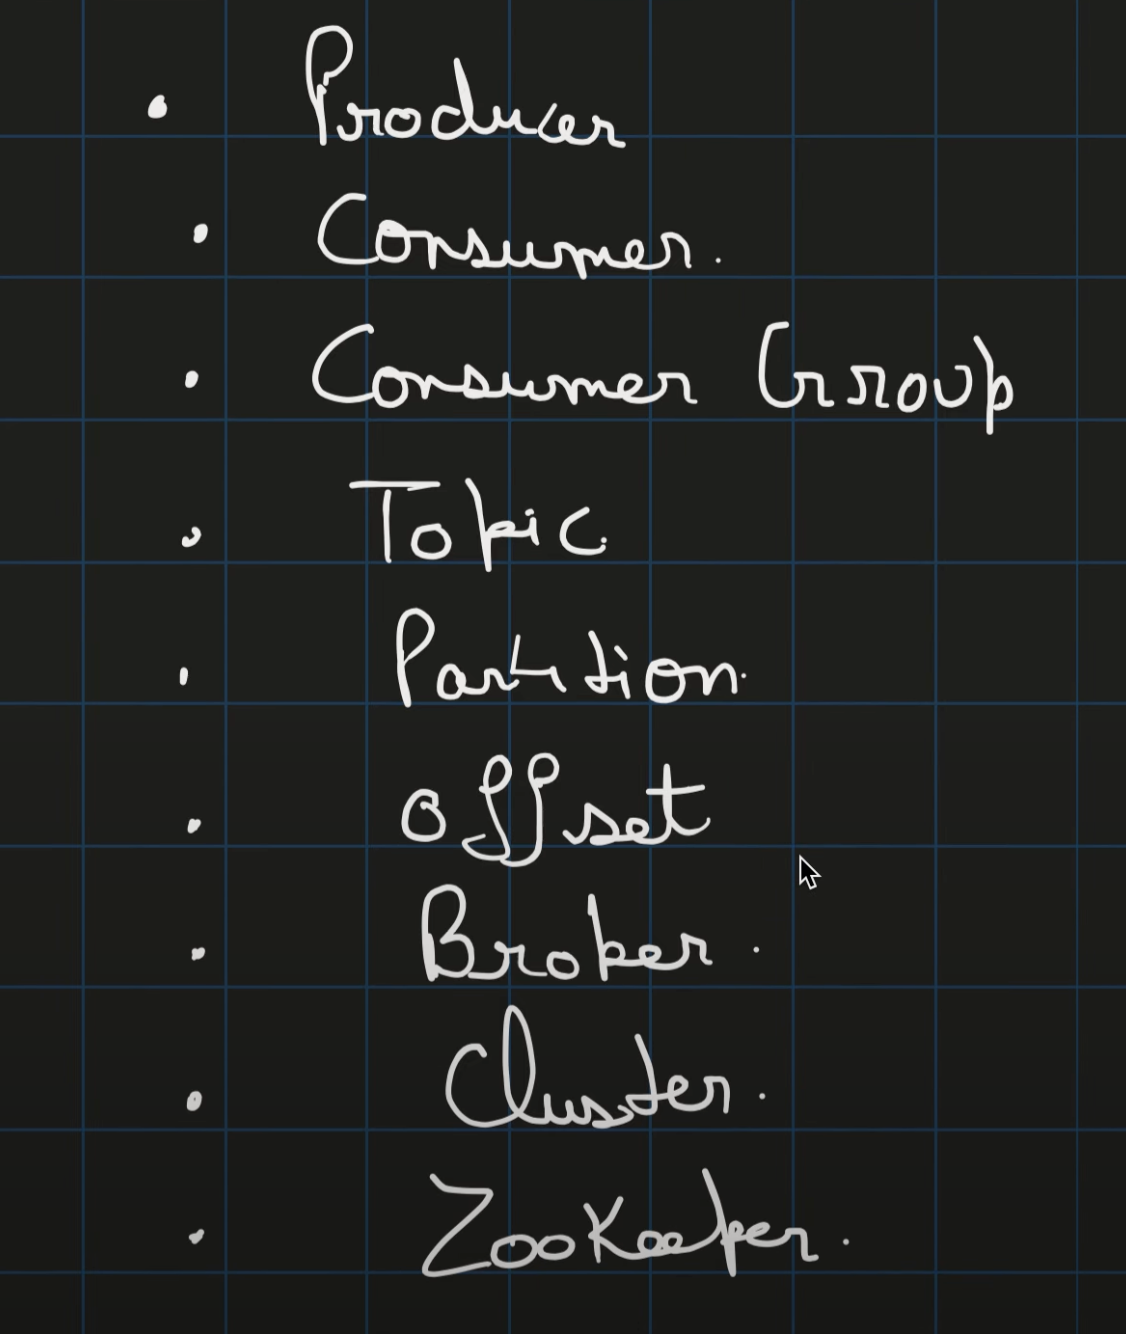 • Producer
• Consumer.
• Consumer Group
• Topic.
• Partition.
• offset
• Broker.
• Cluster.
• ZooKeeper.